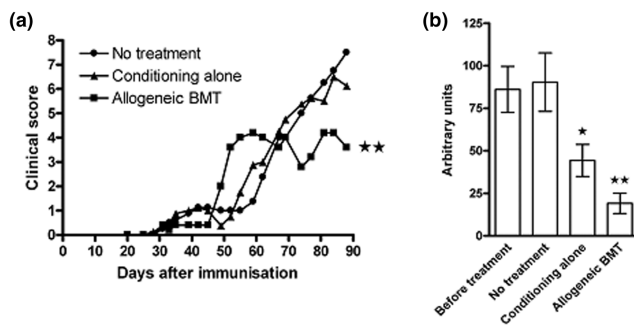 (a)
Clinical score
8
7
6
5
4
3
2
1
0
No treatment
Conditioning alone
Allogeneic BMT
★★
0 10 20 30 40 50 60 70 80 90
Days after immunisation
(b)
Arbitrary units
125
100
75
50
25
0
★
★★
Before treatment
No treatment
Conditioning alone
Allogeneic BMT